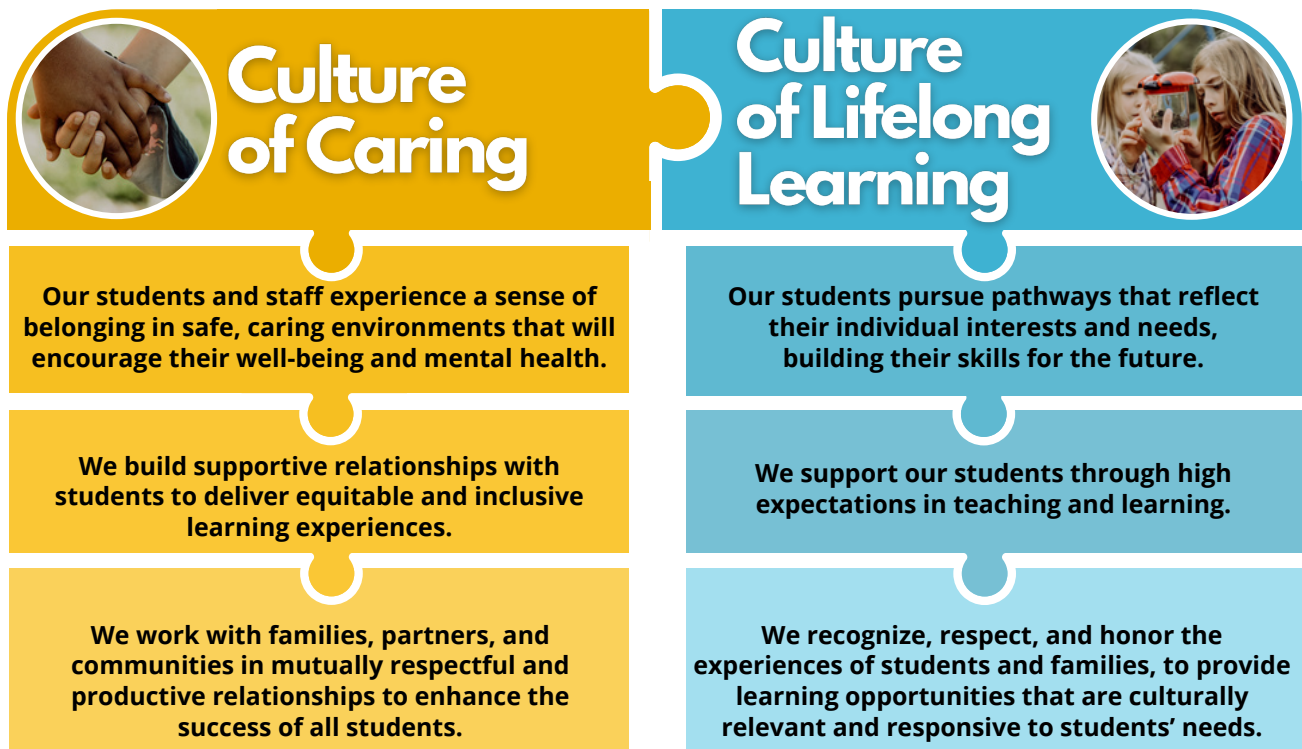 Culture
of Caring
Our students and staff experience a sense of
belonging in safe, caring environments that will
encourage their well-being and mental health.
We build supportive relationships with
students to deliver equitable and inclusive
learning experiences.
We work with families, partners, and
communities in mutually respectful and
productive relationships to enhance the
success of all students.
Culture
of Lifelong
Learning
Our students pursue pathways that reflect
their individual interests and needs,
building their skills for the future.
We support our students through high
expectations in teaching and learning.
We recognize, respect, and honor the
experiences of students and families, to provide
learning opportunities that are culturally
relevant and responsive to students’ needs.